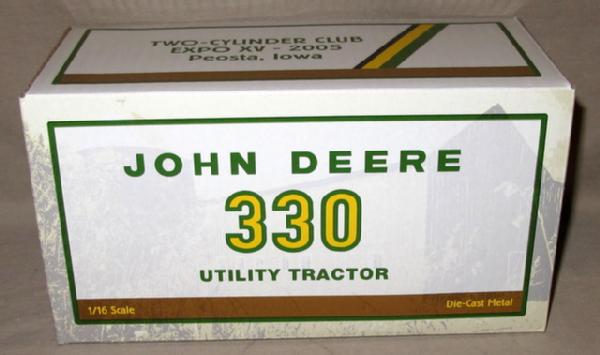 TWO-CYLINDER CLUB
EXPO XV - 2005
Peosta, Iowa
JOHN DEERE
330
UTILITY TRACTOR
1/16 Scale
Die-Cast Metal